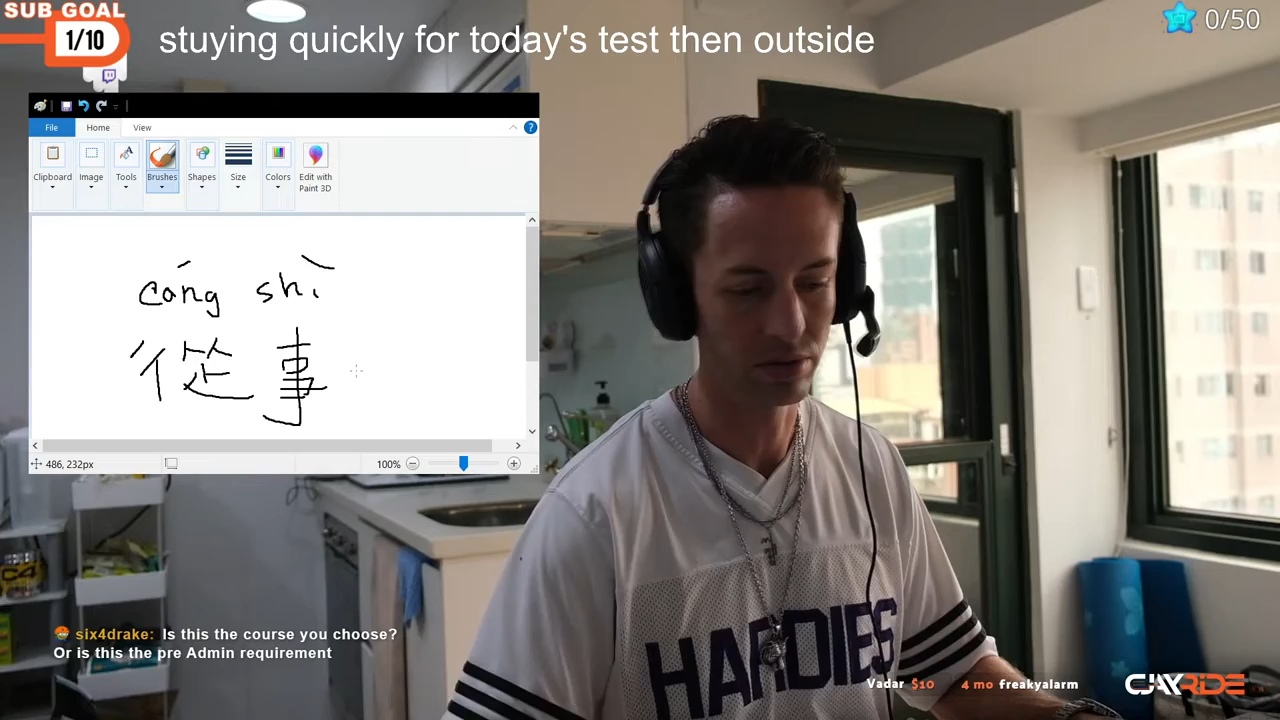 SUB GOAL
1/10
stuying quickly for today's test then outside
0/50
File Home View
Clipboard Image Tools Brushes Shapes Size Colors Edit with Paint 3D
cóng shì
從事
486, 232px
100%
HARDIES
six4drake: Is this the course you choose?
Or is this the pre Admin requirement
Vadar $10 4 mo freakyalarm
CJAYRIDE
C4